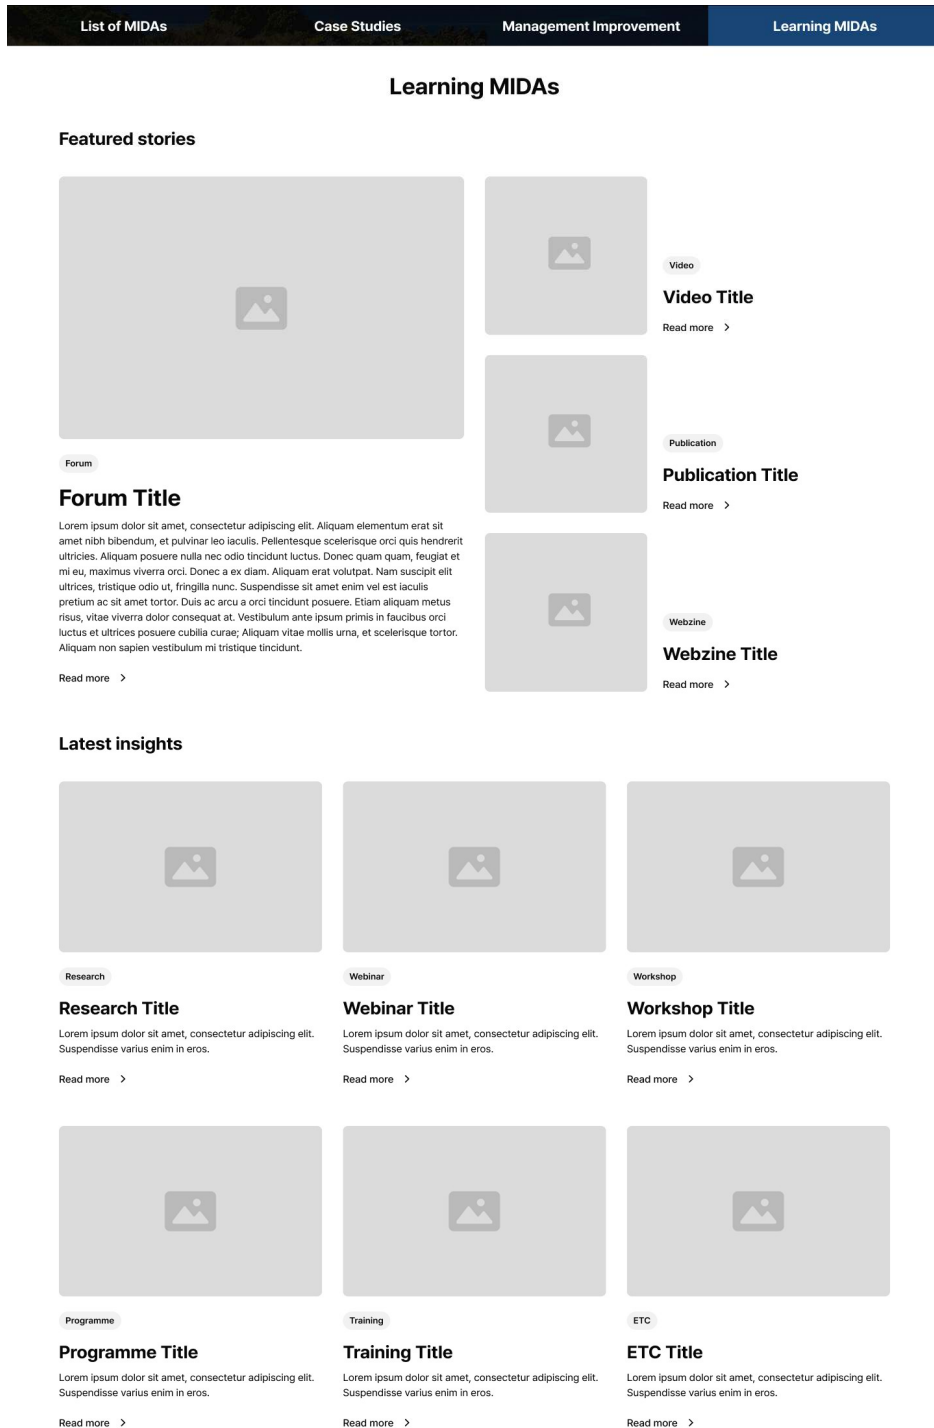 List of MIDAs
Case Studies
Management Improvement
Learning MIDAs
Learning MIDAs
Featured stories
Forum
Forum Title
Lorem ipsum dolor sit amet, consectetur adipiscing elit. Aliquam elementum erat sit
amet nibh bibendum, et pulvinar leo iaculis. Pellentesque scelerisque orci quis hendrerit
ultricies. Aliquam posuere nulla nec odio tincidunt luctus. Donec quam quam, feugiat et
mi eu, maximus viverra orci. Donec a ex diam. Aliquam erat volutpat. Nam suscipit elit
ultrices, tristique odio ut, fringilla nunc. Suspendisse sit amet enim vel est iaculis
pretium ac sit amet tortor. Duis ac arcu a orci tincidunt posuere. Etiam aliquam metus
risus, vitae viverra dolor consequat at. Vestibulum ante ipsum primis in faucibus orci
luctus et ultrices posuere cubilia curae; Aliquam vitae mollis urna, et scelerisque tortor.
Aliquam non sapien vestibulum mi tristique tincidunt.
Read more
Video
Video Title
Read more
Publication
Publication Title
Read more
Webzine
Webzine Title
Read more
Latest insights
Research
Research Title
Lorem ipsum dolor sit amet, consectetur adipiscing elit.
Suspendisse varius enim in eros.
Read more
Webinar
Webinar Title
Lorem ipsum dolor sit amet, consectetur adipiscing elit.
Suspendisse varius enim in eros.
Read more
Workshop
Workshop Title
Lorem ipsum dolor sit amet, consectetur adipiscing elit.
Suspendisse varius enim in eros.
Read more
Programme
Programme Title
Lorem ipsum dolor sit amet, consectetur adipiscing elit.
Suspendisse varius enim in eros.
Read more
Training
Training Title
Lorem ipsum dolor sit amet, consectetur adipiscing elit.
Suspendisse varius enim in eros.
Read more
ETC
ETC Title
Lorem ipsum dolor sit amet, consectetur adipiscing elit.
Suspendisse varius enim in eros.
Read more